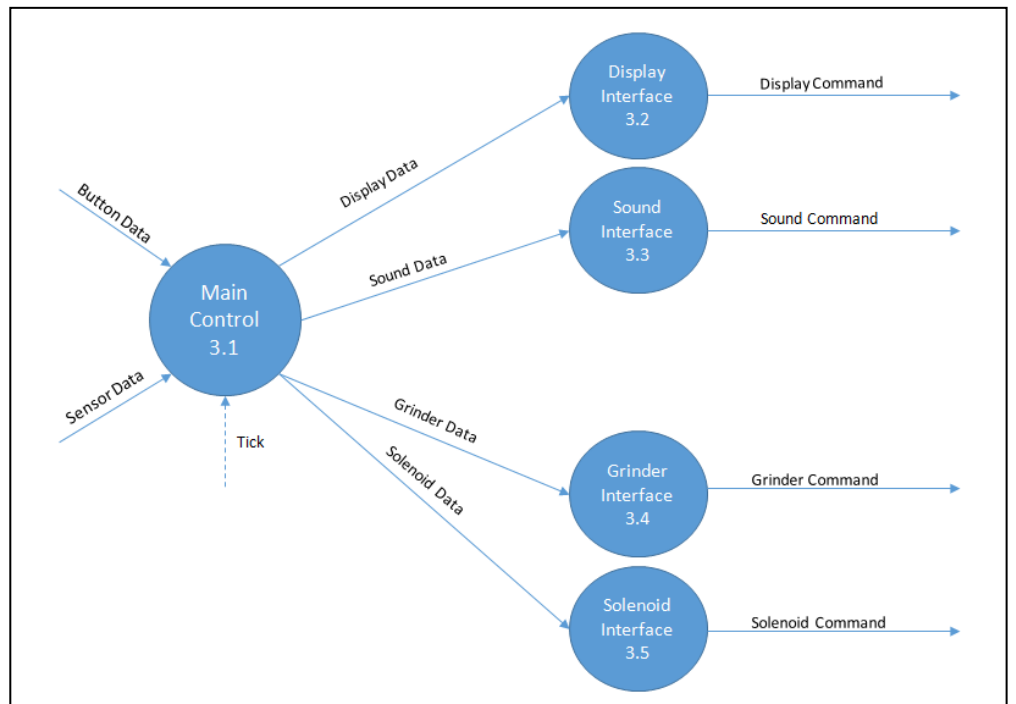 Display
Interface
3.2
Display Command
Display Data
Button Data
Sound
Interface
3.3
Sound Command
Sound Data
Main
Control
3.1
Sensor Data
Tick
Grinder Data
Solenoid Data
Grinder
Interface
3.4
Grinder Command
Solenoid
Interface
3.5
Solenoid Command